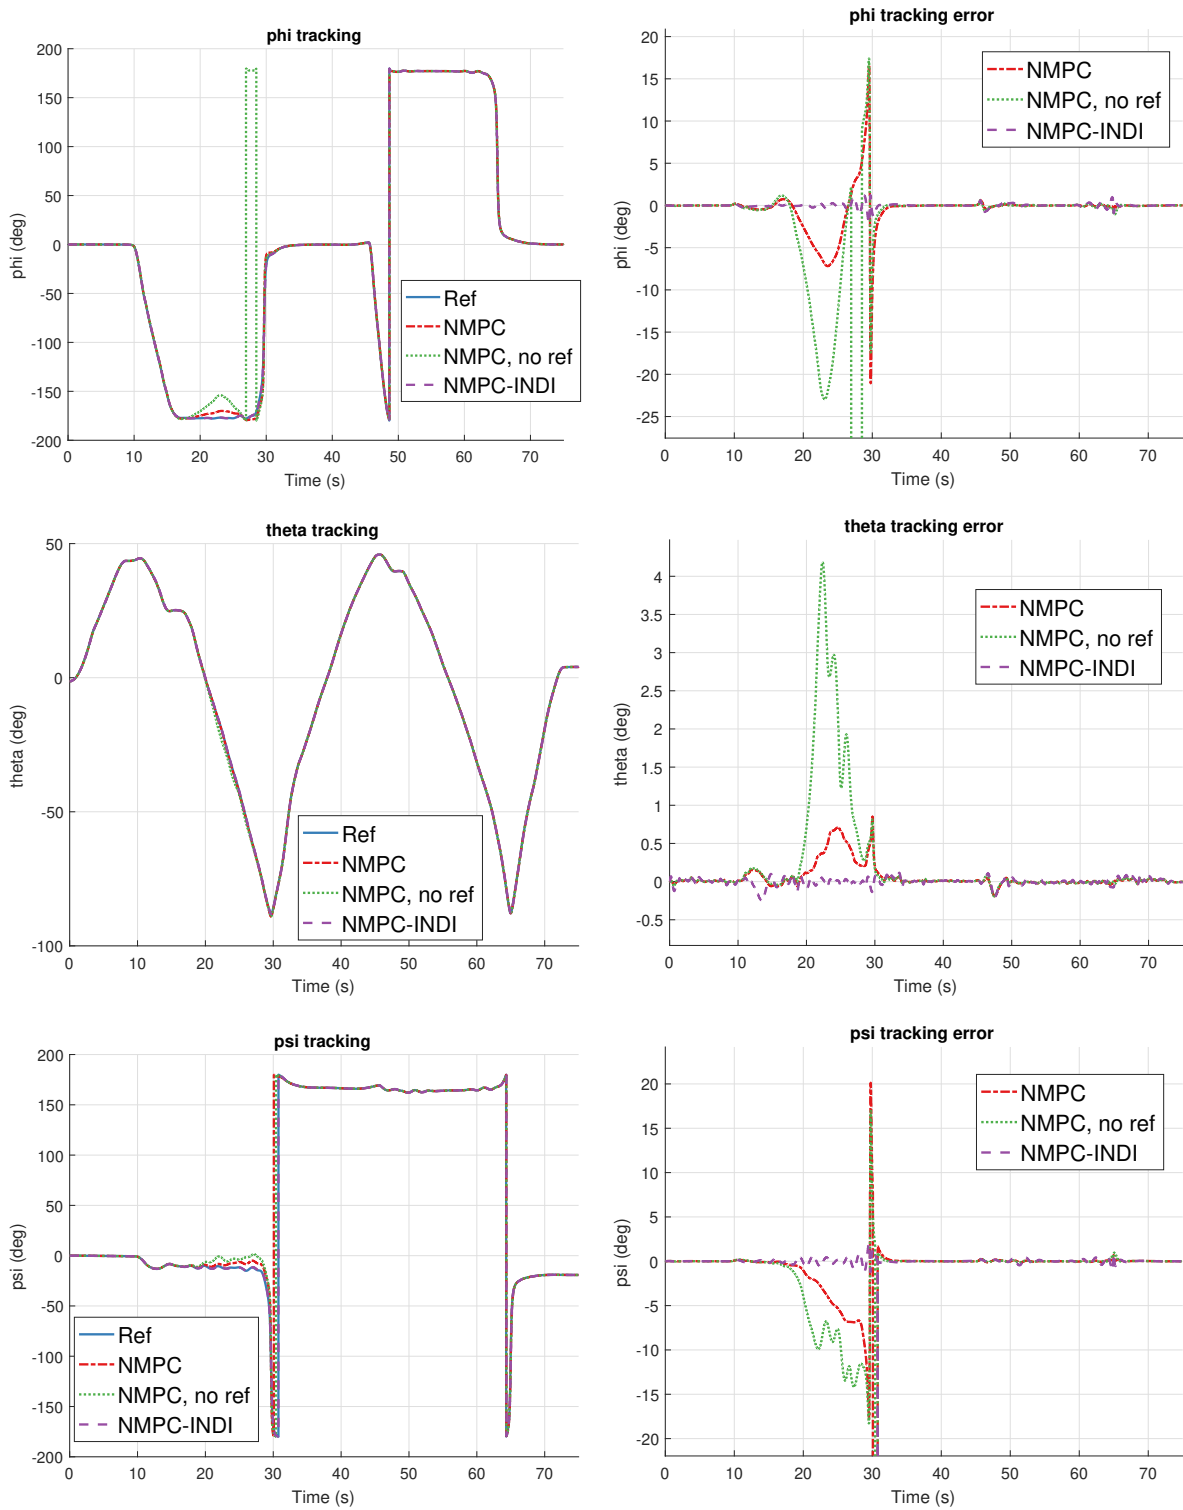 phi tracking
200
150
100
50
0
-50
-100
-150
-200
phi (deg)
0 10 20 30 40 50 60 70
Time (s)
Ref
NMPC
NMPC, no ref
NMPC-INDI
phi tracking error
20
15
10
5
0
-5
-10
-15
-20
-25
phi (deg)
0 10 20 30 40 50 60 70
Time (s)
NMPC
NMPC, no ref
NMPC-INDI
theta tracking
50
0
-50
-100
theta (deg)
0 10 20 30 40 50 60 70
Time (s)
Ref
NMPC
NMPC, no ref
NMPC-INDI
theta tracking error
4
3.5
3
2.5
2
1.5
1
0.5
0
-0.5
theta (deg)
0 10 20 30 40 50 60 70
Time (s)
NMPC
NMPC, no ref
NMPC-INDI
psi tracking
200
150
100
50
0
-50
-100
-150
-200
psi (deg)
0 10 20 30 40 50 60 70
Time (s)
Ref
NMPC
NMPC, no ref
NMPC-INDI
psi tracking error
20
15
10
5
0
-5
-10
-15
-20
psi (deg)
0 10 20 30 40 50 60 70
Time (s)
NMPC
NMPC, no ref
NMPC-INDI